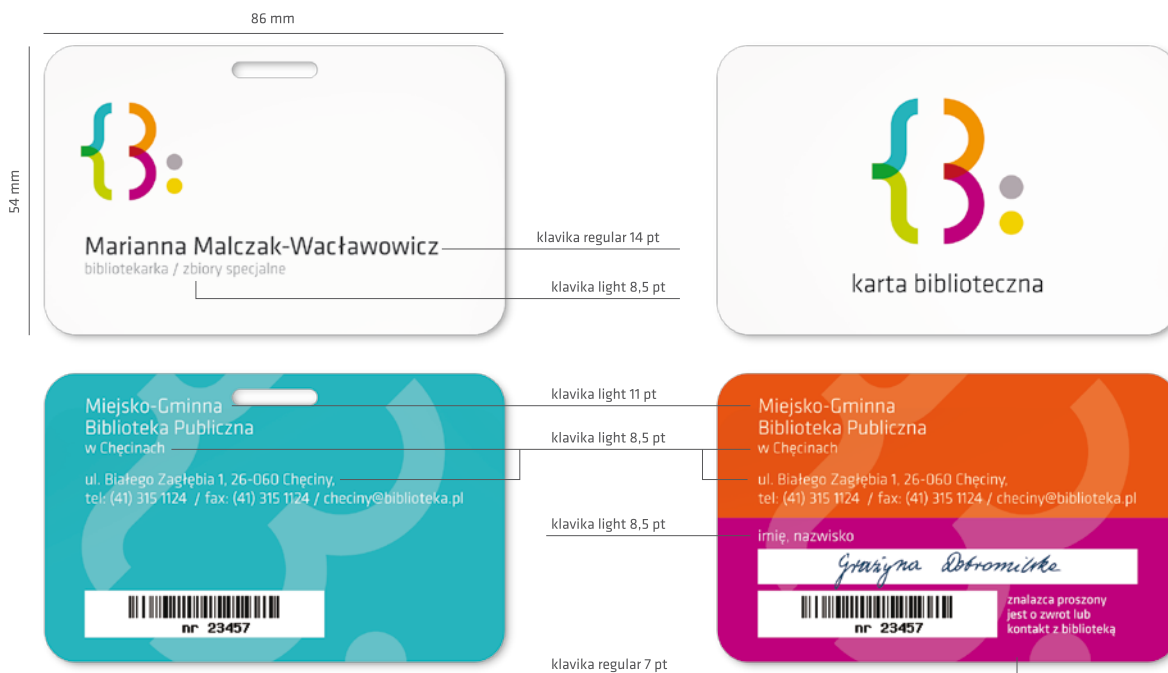 86 mm
54 mm
Marianna Malczak-Wacławowicz
bibliotekarka / zbiory specjalne
klavika regular 14 pt
klavika light 8,5 pt
karta biblioteczna
Miejsko-Gminna
Biblioteka Publiczna
w Chęcinach
ul. Białego Zagłębia 1, 26-060 Chęciny,
tel: (41) 315 1124 / fax: (41) 315 1124 / checiny@biblioteka.pl
nr 23457
klavika light 11 pt
klavika light 8,5 pt
klavika light 8,5 pt
klavika regular 7 pt
Miejsko-Gminna
Biblioteka Publiczna
w Chęcinach
ul. Białego Zagłębia 1, 26-060 Chęciny,
tel: (41) 315 1124 / fax: (41) 315 1124 / checiny@biblioteka.pl
imię, nazwisko
Grażyna Dobromilska
nr 23457
znalazca proszony
jest o zwrot lub
kontakt z biblioteką